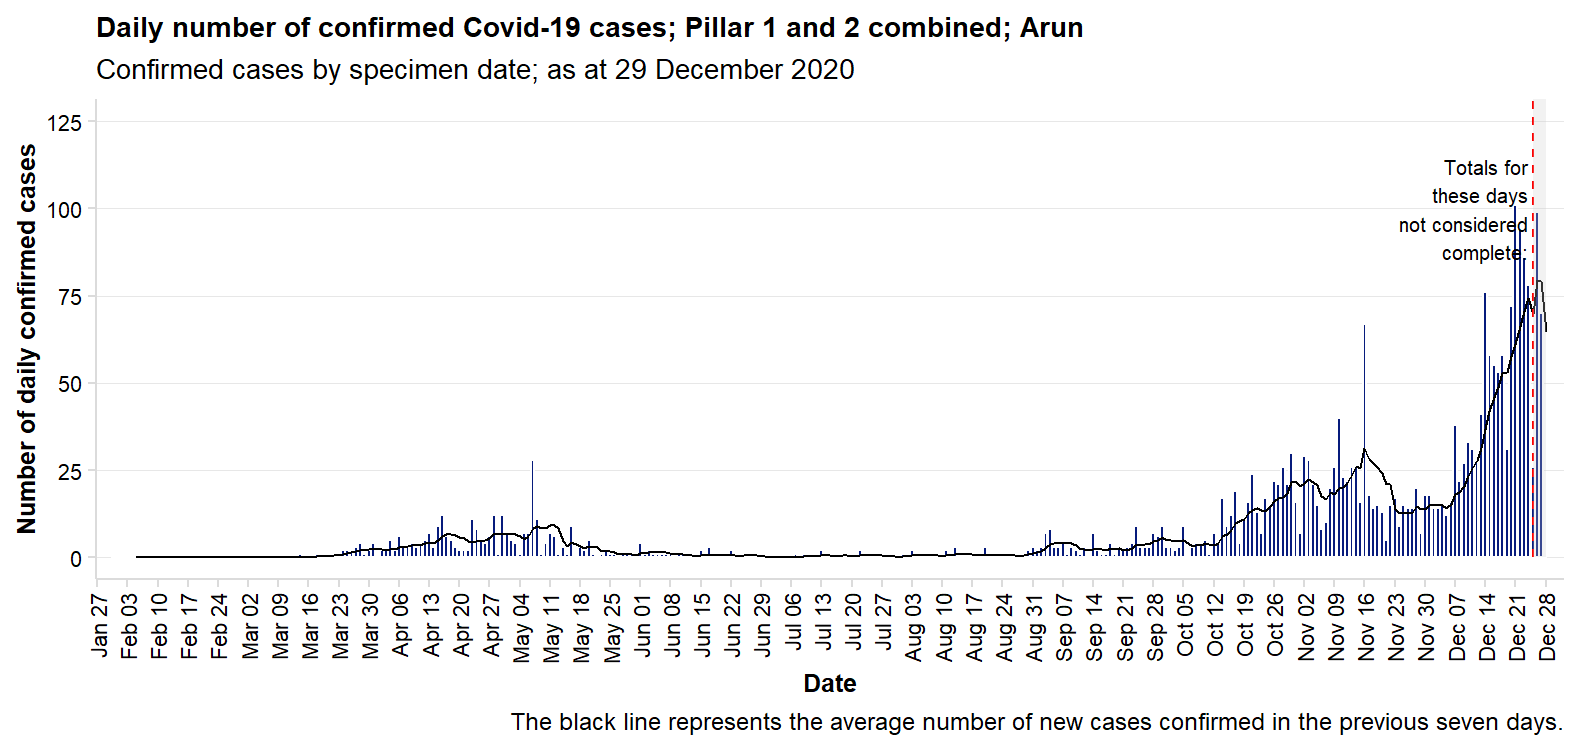 Daily number of confirmed Covid-19 cases; Pillar 1 and 2 combined; Arun
Confirmed cases by specimen date; as at 29 December 2020
Number of daily confirmed cases
125
100
75
50
25
0
Totals for
these days
not considered
complete.
Jan 27
Feb 03
Feb 10
Feb 17
Feb 24
Mar 02
Mar 09
Mar 16
Mar 23
Mar 30
Apr 06
Apr 13
Apr 20
Apr 27
May 04
May 11
May 18
May 25
Jun 01
Jun 08
Jun 15
Jun 22
Jun 29
Jul 06
Jul 13
Jul 20
Jul 27
Aug 03
Aug 10
Aug 17
Aug 24
Aug 31
Sep 07
Sep 14
Sep 21
Sep 28
Oct 05
Oct 12
Oct 19
Oct 26
Nov 02
Nov 09
Nov 16
Nov 23
Nov 30
Dec 07
Dec 14
Dec 21
Dec 28
Date
The black line represents the average number of new cases confirmed in the previous seven days.